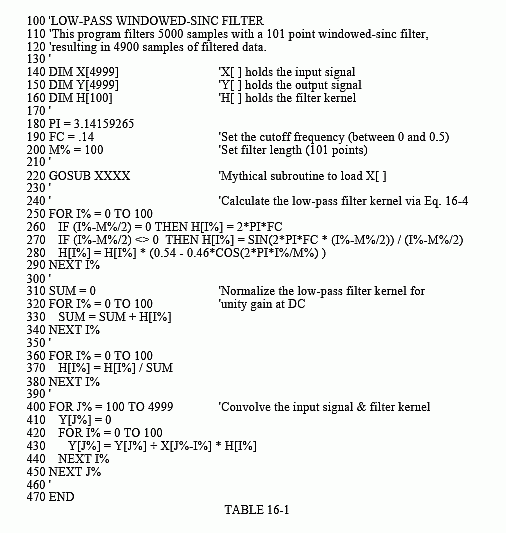 100 'LOW-PASS WINDOWED-SINC FILTER
110 'This program filters 5000 samples with a 101 point windowed-sinc filter,
120 'resulting in 4900 samples of filtered data.
130 '
140 DIM X[4999] 'X[ ] holds the input signal
150 DIM Y[4999] 'Y[ ] holds the output signal
160 DIM H[100] 'H[ ] holds the filter kernel
170 '
180 PI = 3.14159265
190 FC = .14 'Set the cutoff frequency (between 0 and 0.5)
200 M% = 100 'Set filter length (101 points)
210 '
220 GOSUB XXXX 'Mythical subroutine to load X[ ]
230 '
240 ' 'Calculate the low-pass filter kernel via Eq. 16-4
250 FOR I% = 0 TO 100
260 IF (I%-M%/2) = 0 THEN H[I%] = 2*PI*FC
270 IF (I%-M%/2) <> 0 THEN H[I%] = SIN(2*PI*FC * (I%-M%/2)) / (I%-M%/2)
280 H[I%] = H[I%] * (0.54 - 0.46*COS(2*PI*I%/M%) )
290 NEXT I%
300 '
310 SUM = 0 'Normalize the low-pass filter kernel for
320 FOR I% = 0 TO 100 'unity gain at DC
330 SUM = SUM + H[I%]
340 NEXT I%
350 '
360 FOR I% = 0 TO 100
370 H[I%] = H[I%] / SUM
380 NEXT I%
390 '
400 FOR J% = 100 TO 4999 'Convolve the input signal & filter kernel
410 Y[J%] = 0
420 FOR I% = 0 TO 100
430 Y[J%] = Y[J%] + X[J%-I%] * H[I%]
440 NEXT I%
450 NEXT J%
460 '
470 END
TABLE 16-1